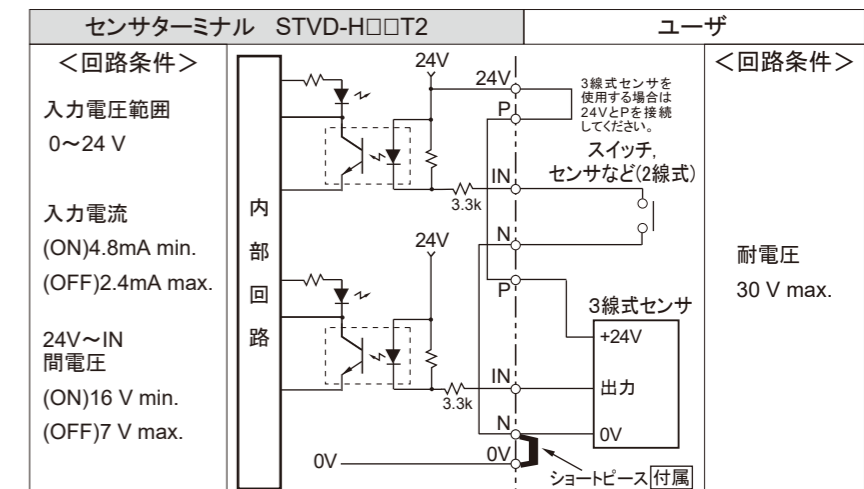 センサターミナル STVD-H□□T2
ユーザ
＜回路条件＞
入力電圧範囲
0～24 V
入力電流
(ON)4.8mA min.
(OFF)2.4mA max.
24V～IN
間電圧
(ON)16 V min.
(OFF)7 V max.
内部回路
24V
24V
P
3線式センサを
使用する場合は
24VとPを接続
してください。
スイッチ,
センサなど(2線式)
IN
3.3k
N
24V
P
3線式センサ
+24V
IN
出力
3.3k
N
0V
0V
0V
ショートピース付属
＜回路条件＞
耐電圧
30 V max.